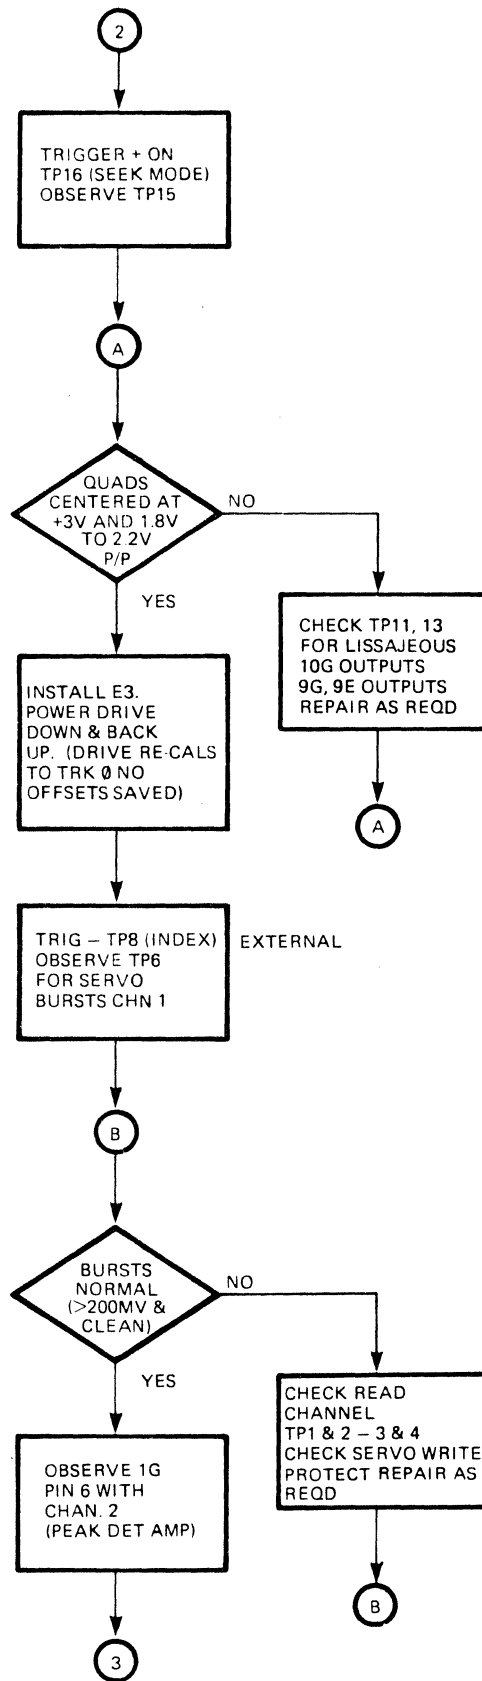 2
TRIGGER + ON
TP16 (SEEK MODE)
OBSERVE TP15
A
QUADS
CENTERED AT
+3V AND 1.8V
TO 2.2V
P/P
NO
YES
CHECK TP11, 13
FOR LISSAJEOUS
10G OUTPUTS
9G, 9E OUTPUTS
REPAIR AS REQD
A
INSTALL E3.
POWER DRIVE
DOWN & BACK
UP. (DRIVE RE-CALS
TO TRK 0 NO
OFFSETS SAVED)
TRIG – TP8 (INDEX)
OBSERVE TP6
FOR SERVO
BURSTS CHN 1
EXTERNAL
B
BURSTS
NORMAL
(>200MV &
CLEAN)
NO
YES
CHECK READ
CHANNEL
TP1 & 2 – 3 & 4
CHECK SERVO WRITE
PROTECT REPAIR AS
REQD
B
OBSERVE 1G
PIN 6 WITH
CHAN. 2
(PEAK DET AMP)
3